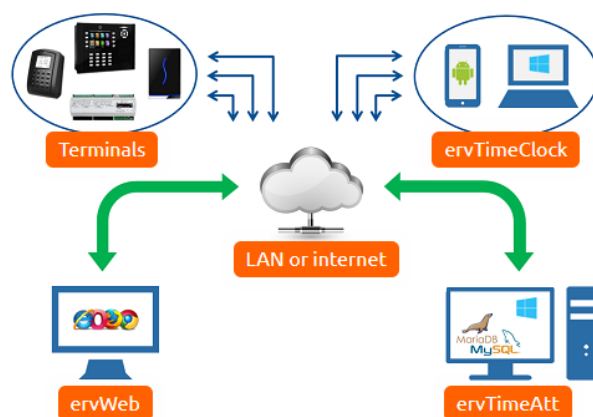 Terminals
ervTimeClock
LAN or internet
MariaDB
MySQL
ervWeb
ervTimeAtt